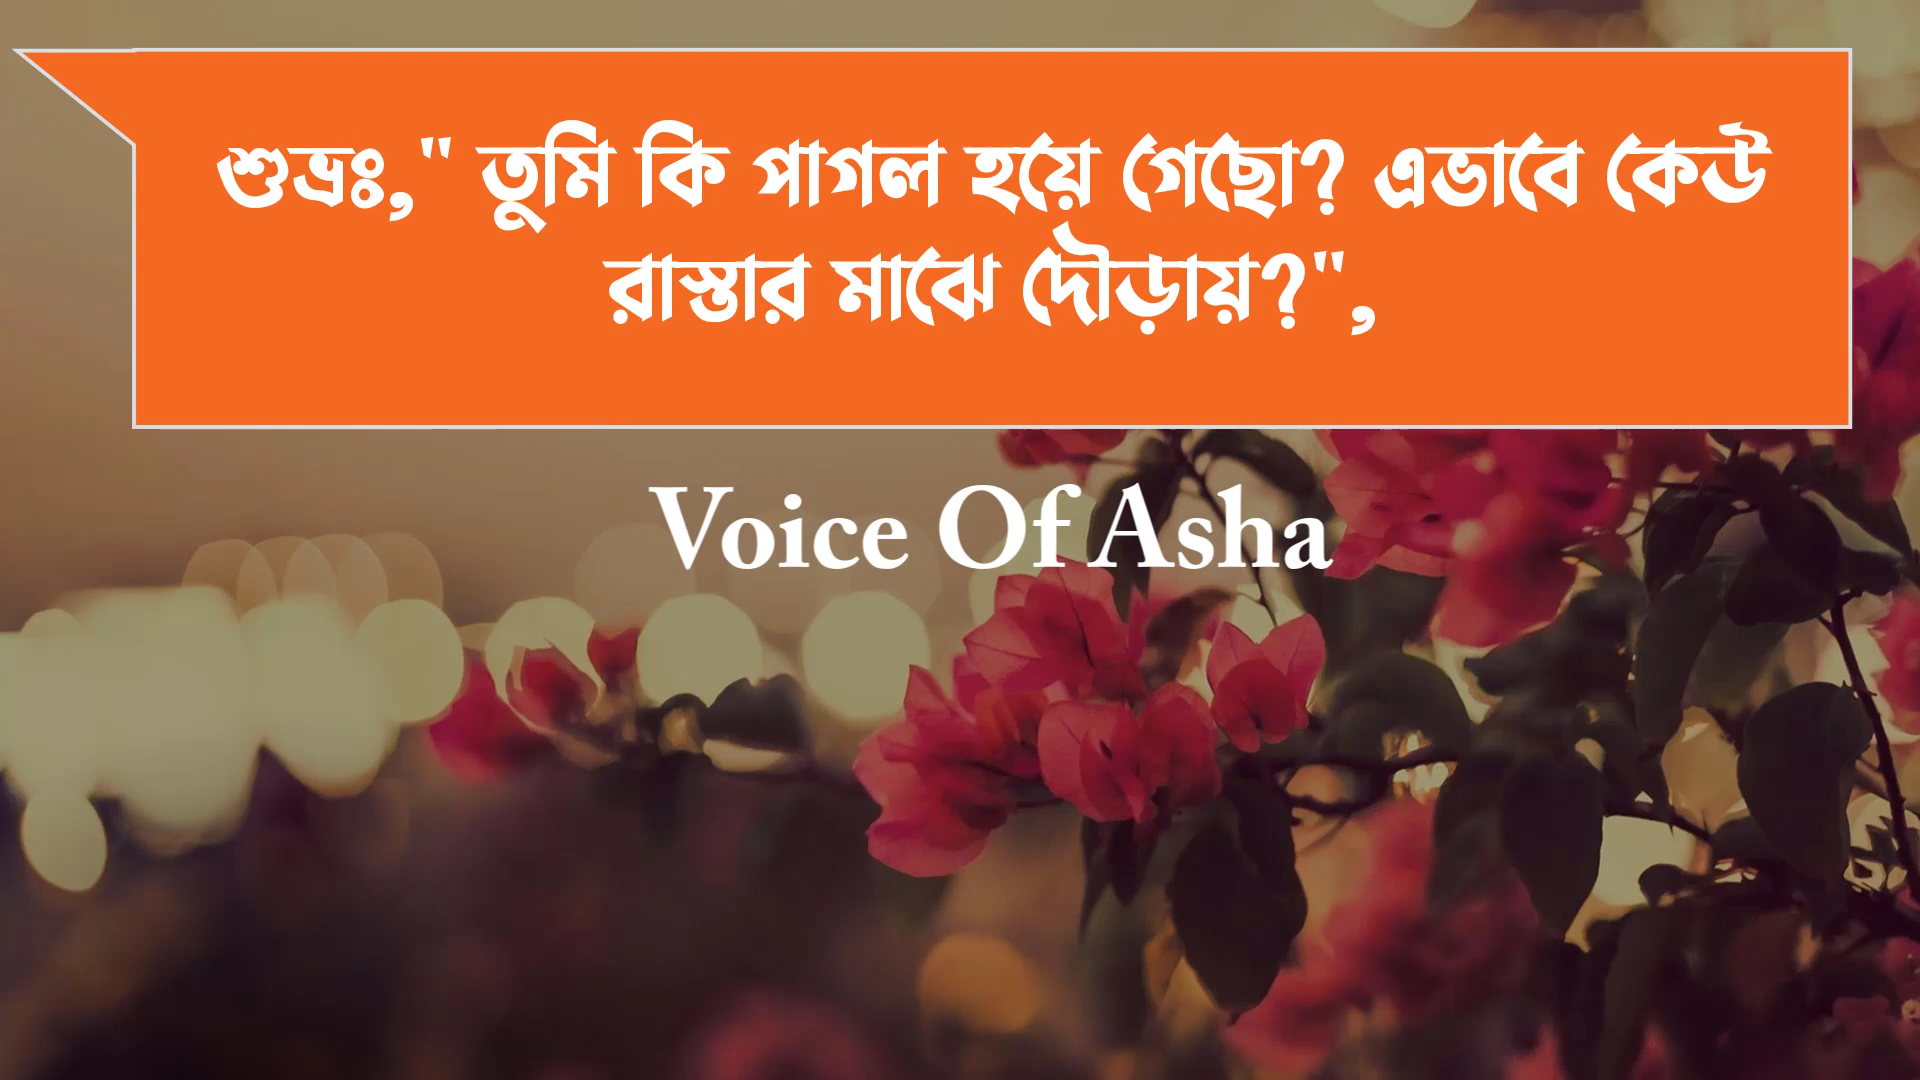 শুভ্রঃ," তুমি কি পাগল হয়ে গেছো? এভাবে কেউ
রাস্তার মাঝে দৌড়ায়?",
Voice Of Asha